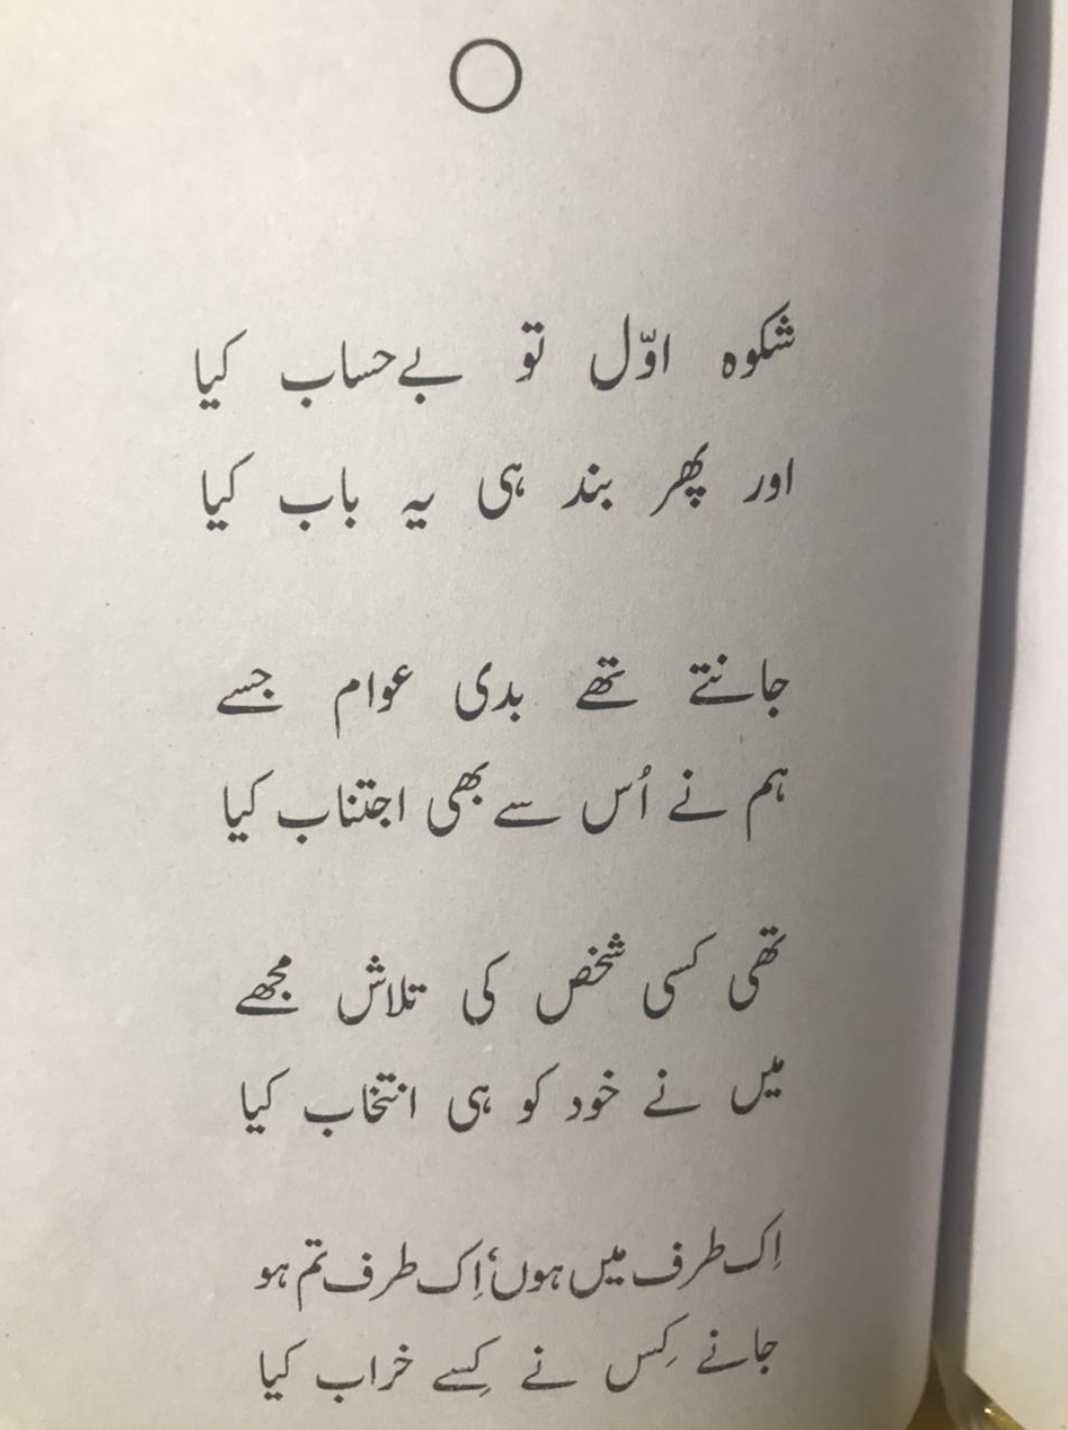 شکوہ اوّل تو بے حساب کیا
اور پھر بند ہی یہ باب کیا
جانتے تھے بدی عوام جسے
ہم نے اُس سے بھی اجتناب کیا
تھی کسی شخص کی تلاش مجھے
میں نے خود کو ہی انتخاب کیا
اِک طرف میں ہوں، اِک طرف تم ہو
جانے کِس نے کِسے خراب کیا